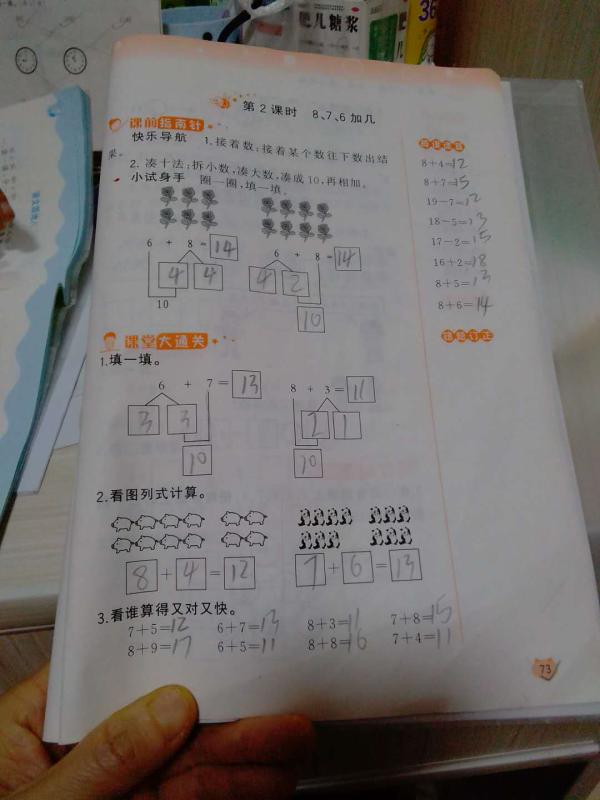 肥儿糖浆
36
第2课时 8、7、6加几
课前指南针
快乐导航 1.接着数:接着某个数往下数出结
果。
2.凑十法:拆小数,凑大数,凑成10,再相加。
小试身手 圈一圈,填一填。
6 + 8 = 14
4 4
10
6 + 8 = 14
4 2
10
课堂大通关
1.填一填。
6 + 7 = 13
3 3
10
8 + 3 = 11
2 1
10
2.看图列式计算。
8 + 4 = 12
7 + 6 = 13
3.看谁算得又对又快。
7+5=12 6+7=13 8+3=11 7+8=15
8+9=17 6+5=11 8+8=16 7+4=11
8+4=12
8+7=15
19-7=12
18-5=13
17-2=15
16+2=18
8+5=13
8+6=14
错题订正
73